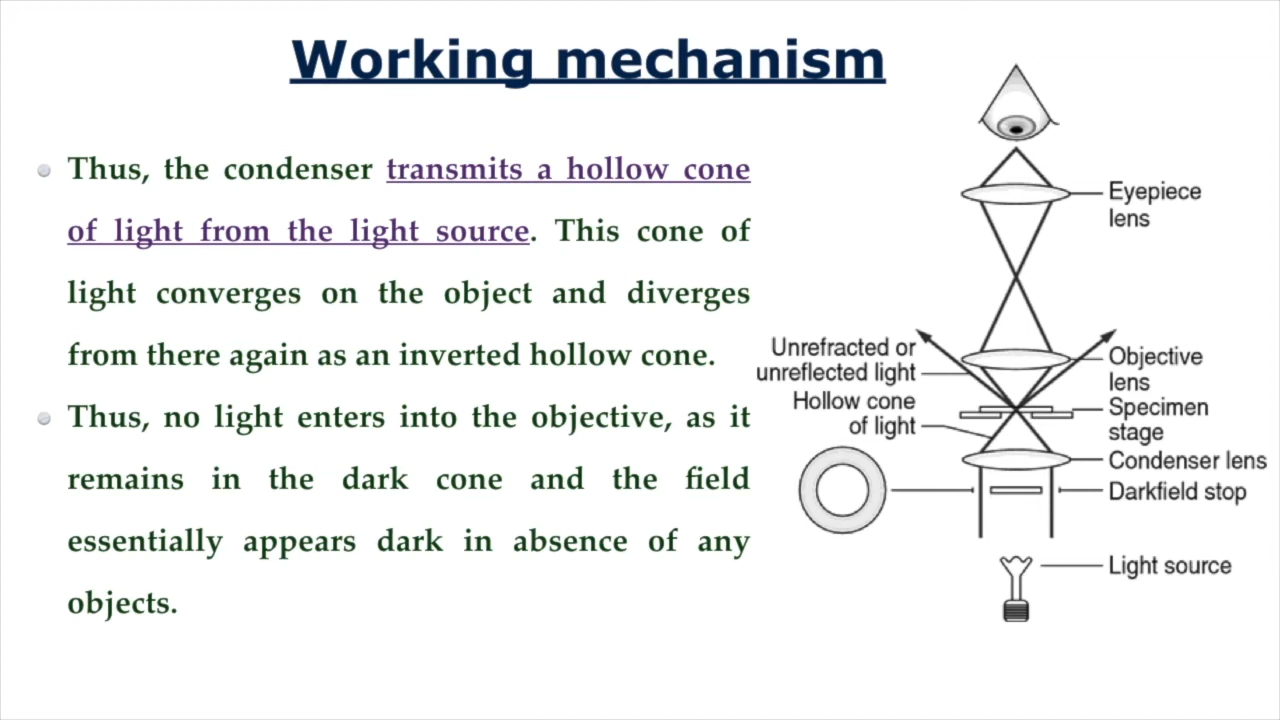 Working mechanism
Thus, the condenser transmits a hollow cone
of light from the light source. This cone of
light converges on the object and diverges
from there again as an inverted hollow cone.
Thus, no light enters into the objective, as it
remains in the dark cone and the field
essentially appears dark in absence of any
objects.
Eyepiece
lens
Unrefracted or
unreflected light
Hollow cone
of light
Objective
lens
Specimen
stage
Condenser lens
Darkfield stop
Light source